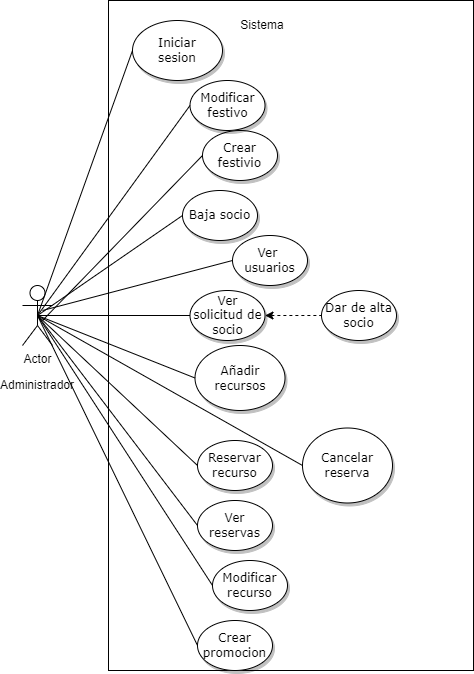 Sistema
Iniciar
sesion
Modificar
festivo
Crear
festivio
Baja socio
Ver
usuarios
Ver
solicitud de
socio
Dar de alta
socio
Actor
Administrador
Añadir
recursos
Reservar
recurso
Cancelar
reserva
Ver
reservas
Modificar
recurso
Crear
promocion